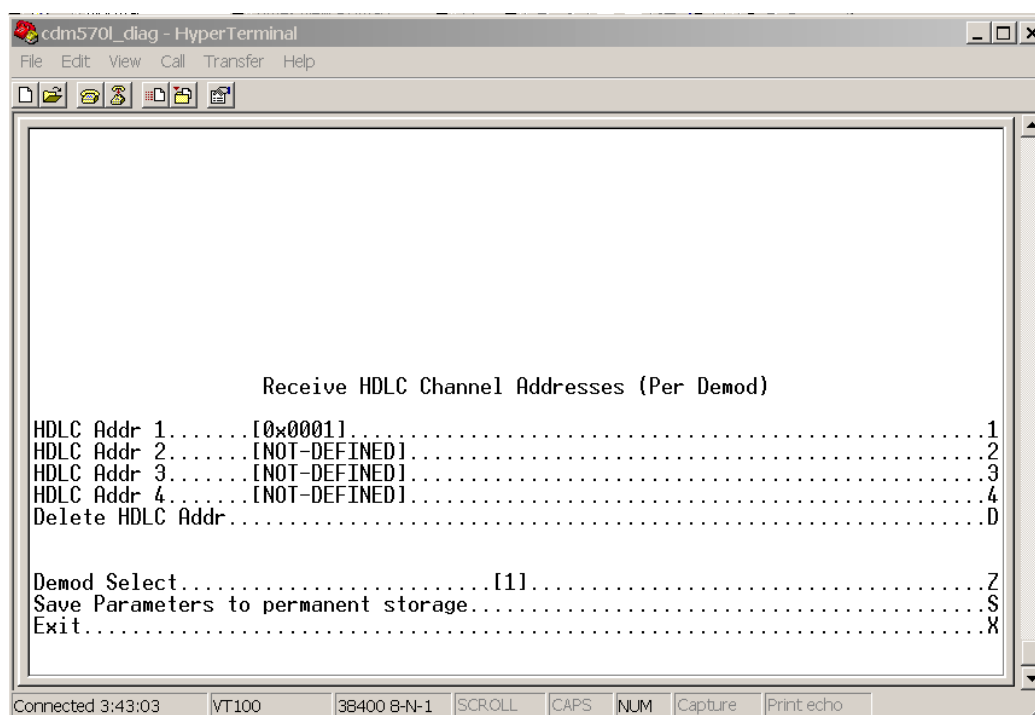 cdm570l_diag - HyperTerminal
File Edit View Call Transfer Help
Receive HDLC Channel Addresses (Per Demod)
HDLC Addr 1.......[0x0001].........................................................1
HDLC Addr 2.......[NOT-DEFINED]....................................................2
HDLC Addr 3.......[NOT-DEFINED]....................................................3
HDLC Addr 4.......[NOT-DEFINED]....................................................4
Delete HDLC Addr...................................................................D
Demod Select............................[1]........................................Z
Save Parameters to permanent storage..............................................S
Exit...............................................................................X
Connected 3:43:03 VT100 38400 8-N-1 SCROLL CAPS NUM Capture Print echo